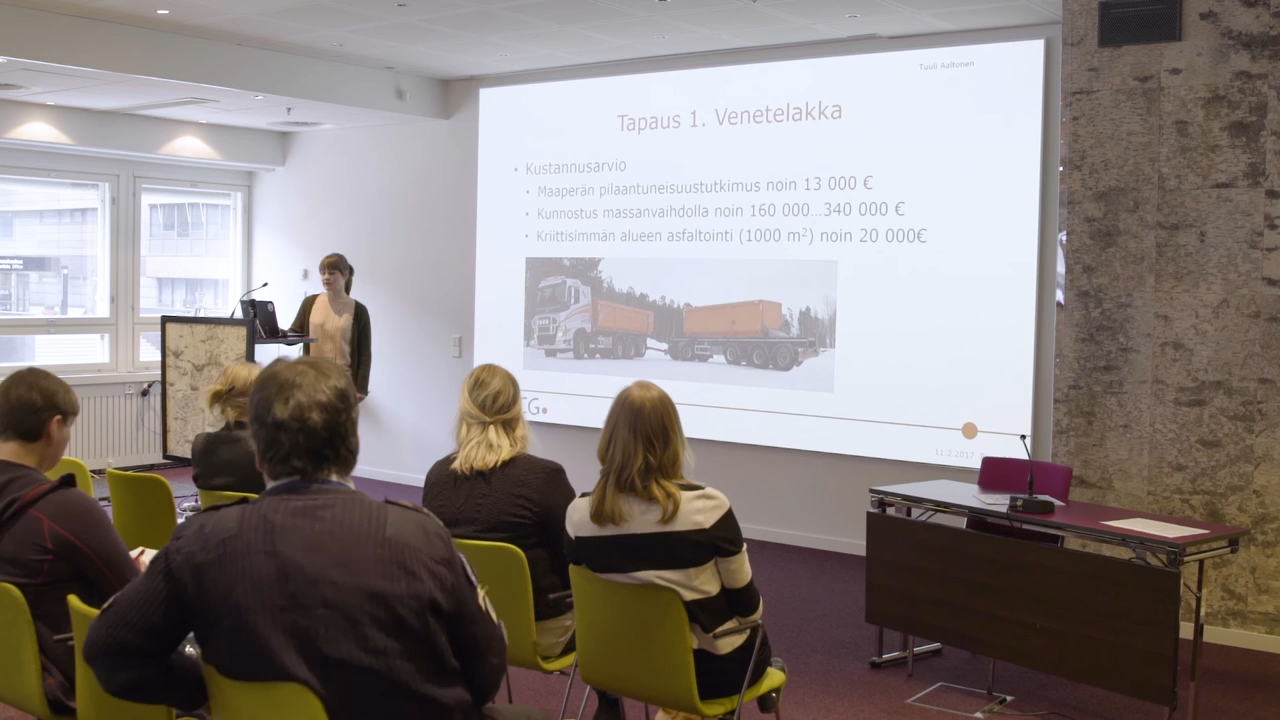 Tuuli Aaltonen
Tapaus 1. Venetelakka
• Kustannusarvio
• Maaperän pilaantuneisuustutkimus noin 13 000 €
• Kunnostus massanvaihdolla noin 160 000…340 000 €
• Kriittisimmän alueen asfaltointi (1000 m²) noin 20 000€
CG.
11.2.2017